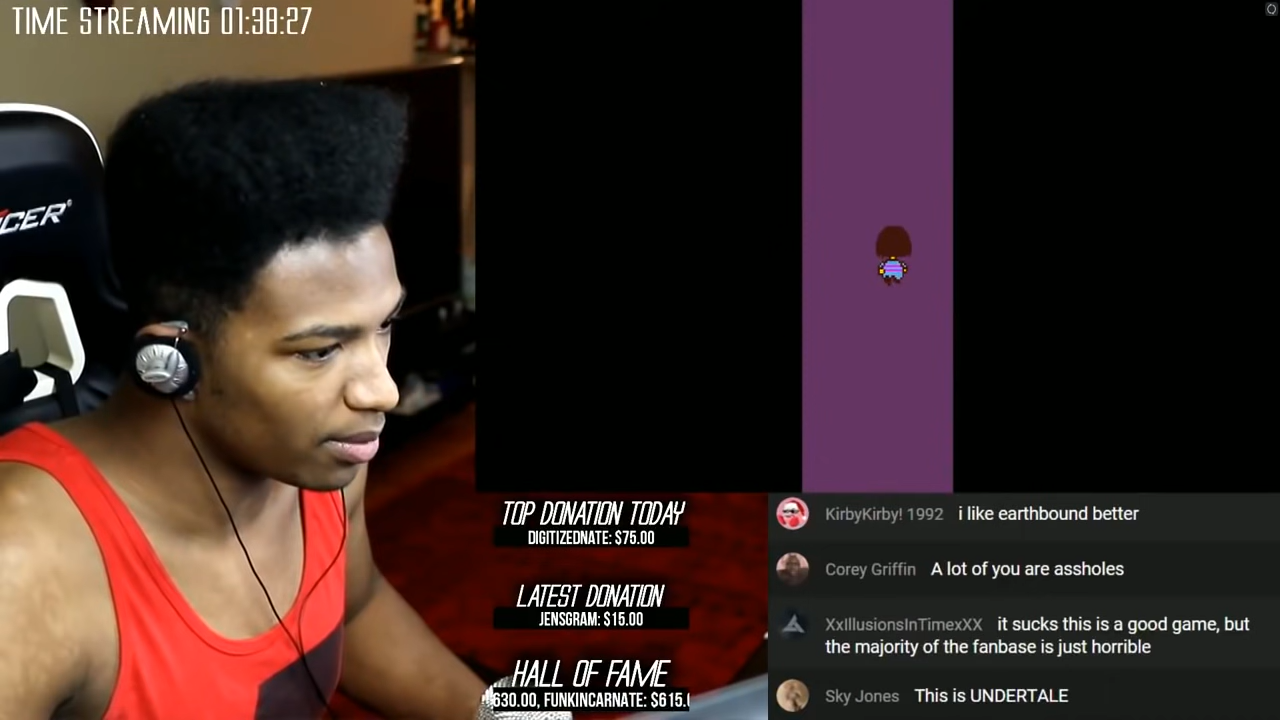 TIME STREAMING 01:38:27
CER
TOP DONATION TODAY
DIGITIZEDNATE: $75.00
LATEST DONATION
JENSGRAM: $15.00
HALL OF FAME
630.00, FUNKINCARNATE: $615.
KirbyKirby! 1992 i like earthbound better
Corey Griffin A lot of you are assholes
XxIllusionsInTimexXX it sucks this is a good game, but
the majority of the fanbase is just horrible
Sky Jones This is UNDERTALE